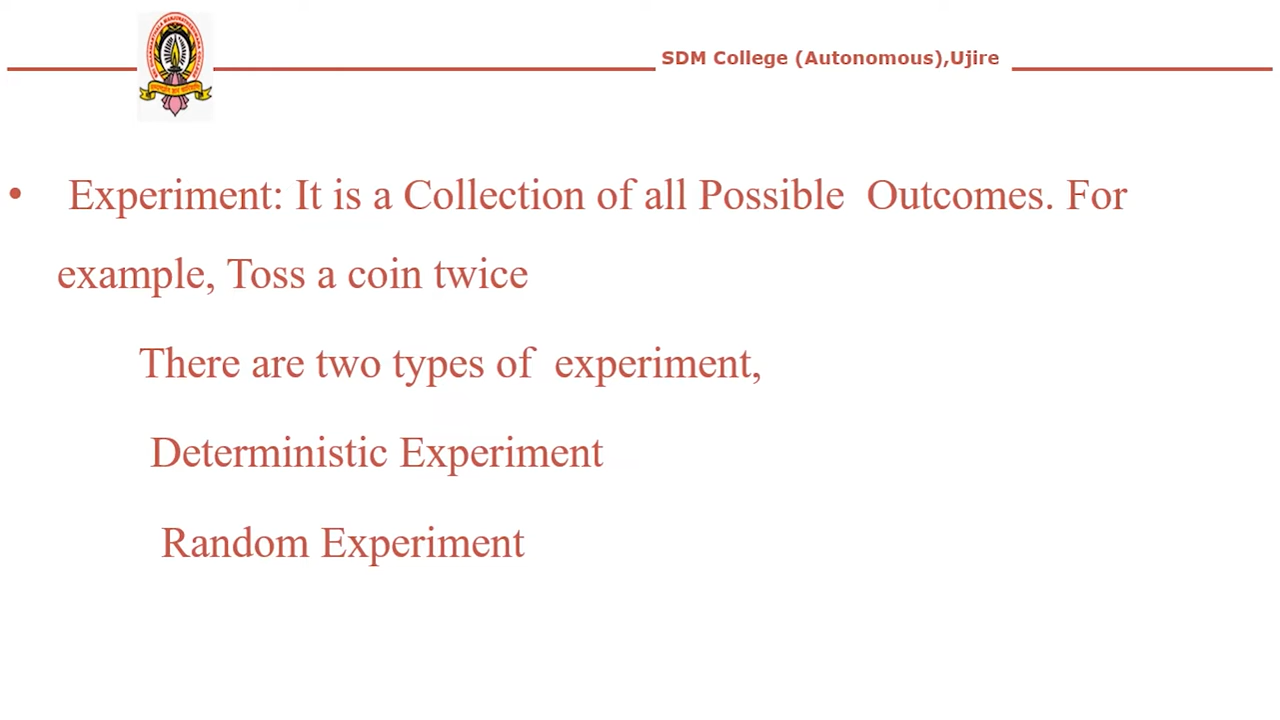 SDM College (Autonomous),Ujire
• Experiment: It is a Collection of all Possible Outcomes. For
example, Toss a coin twice
There are two types of experiment,
Deterministic Experiment
Random Experiment